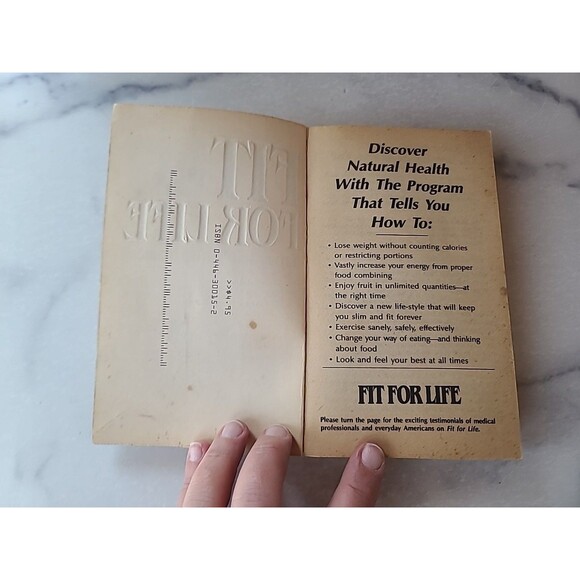 FIT
FOR LIFE
ISBN 0-446-30015-2
>>$4.95
Discover
Natural Health
With The Program
That Tells You
How To:
• Lose weight without counting calories
or restricting portions
• Vastly increase your energy from proper
food combining
• Enjoy fruit in unlimited quantities—at
the right time
• Discover a new life-style that will keep
you slim and fit forever
• Exercise sanely, safely, effectively
• Change your way of eating—and thinking
about food
• Look and feel your best at all times
FIT FOR LIFE
Please turn the page for the exciting testimonials of medical
professionals and everyday Americans on Fit for Life.